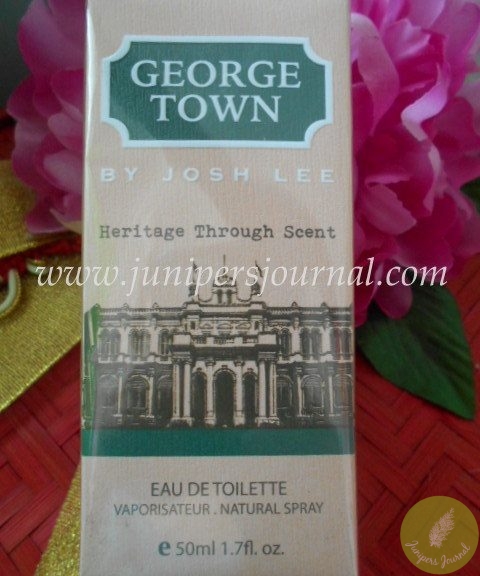 GEORGE
TOWN
BY JOSH LEE
Heritage Through Scent
www.junipersjournal.com
EAU DE TOILETTE
VAPORISATEUR . NATURAL SPRAY
e 50ml 1.7fl. oz.
Junipers Journal